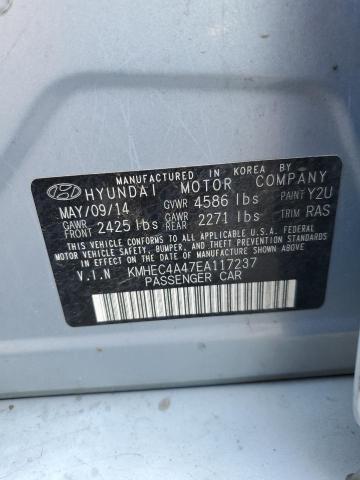 MANUFACTURED IN KOREA BY
HYUNDAI MOTOR COMPANY
MAY/09/14 GVWR 4586 lbs PAINT Y2U
GAWR FRONT 2425 lbs GAWR REAR 2271 lbs TRIM RAS
THIS VEHICLE CONFORMS TO ALL APPLICABLE U.S.A. FEDERAL
MOTOR VEHICLE SAFETY, BUMPER, AND THEFT PREVENTION STANDARDS
IN EFFECT ON THE DATE OF MANUFACTURE SHOWN ABOVE.
V.I.N KMHEC4A47EA117237
PASSENGER CAR